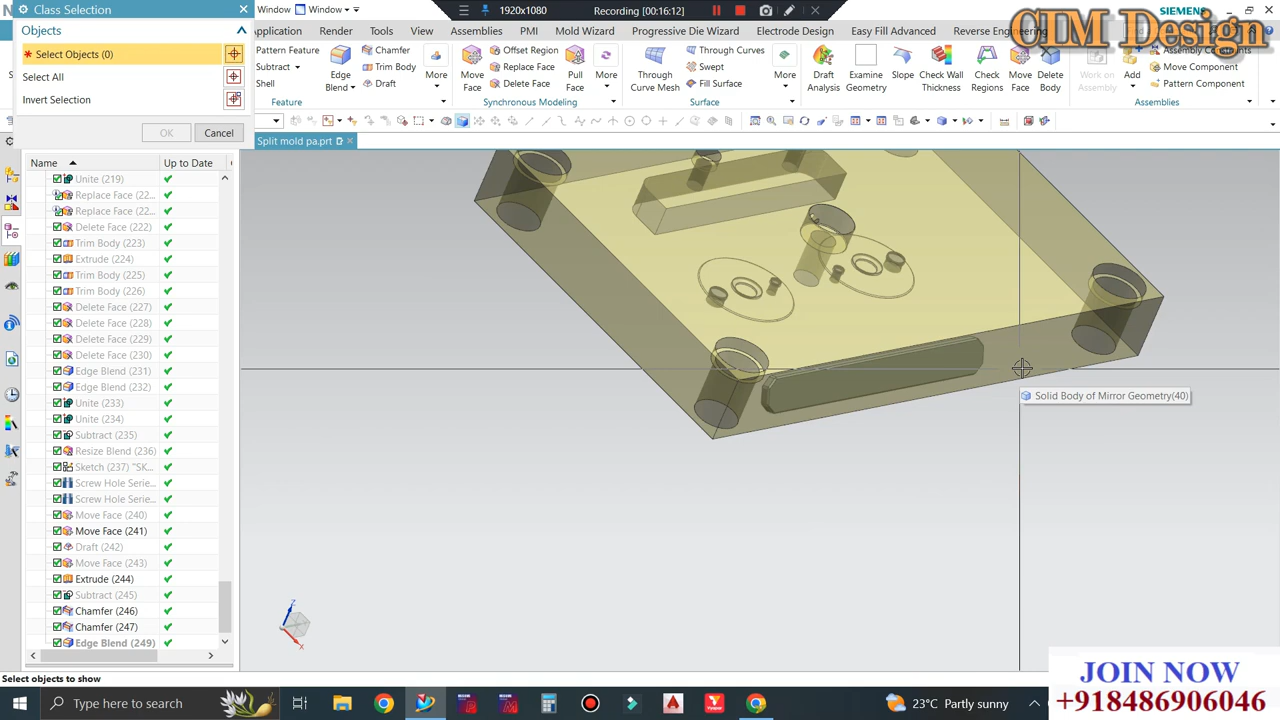 Class Selection
Objects
* Select Objects (0)
Select All
Invert Selection
OK Cancel
Window Window
1920x1080 Recording [00:16:12]
SIEMENS
CIM Design
Application Render Tools View Assemblies PMI Mold Wizard Progressive Die Wizard Electrode Design Easy Fill Advanced Reverse Engineering
Pattern Feature
Subtract
Edge Blend
Chamfer
Trim Body
Draft
More
Feature
Move Face
Offset Region
Replace Face
Delete Face
Pull Face
More
Synchronous Modeling
Through Curve Mesh
Through Curves
Swept
Fill Surface
More
Surface
Draft Analysis
Examine Geometry
Slope
Check Wall Thickness
Check Regions
Move Face
Delete Body
Work on Assembly
Add
Assembly Constraints
Move Component
Pattern Component
Assemblies
Split mold pa.prt
Name Up to Date
Unite (219)
Replace Face (22...
Replace Face (22...
Delete Face (222)
Trim Body (223)
Extrude (224)
Trim Body (225)
Trim Body (226)
Delete Face (227)
Delete Face (228)
Delete Face (229)
Delete Face (230)
Edge Blend (231)
Edge Blend (232)
Unite (233)
Unite (234)
Subtract (235)
Resize Blend (236)
Sketch (237) "SK...
Screw Hole Serie...
Screw Hole Serie...
Move Face (240)
Move Face (241)
Draft (242)
Move Face (243)
Extrude (244)
Subtract (245)
Chamfer (246)
Chamfer (247)
Edge Blend (249)
Solid Body of Mirror Geometry(40)
Z
X
Select objects to show
JOIN NOW
+918486906046
Type here to search
23°C Partly sunny